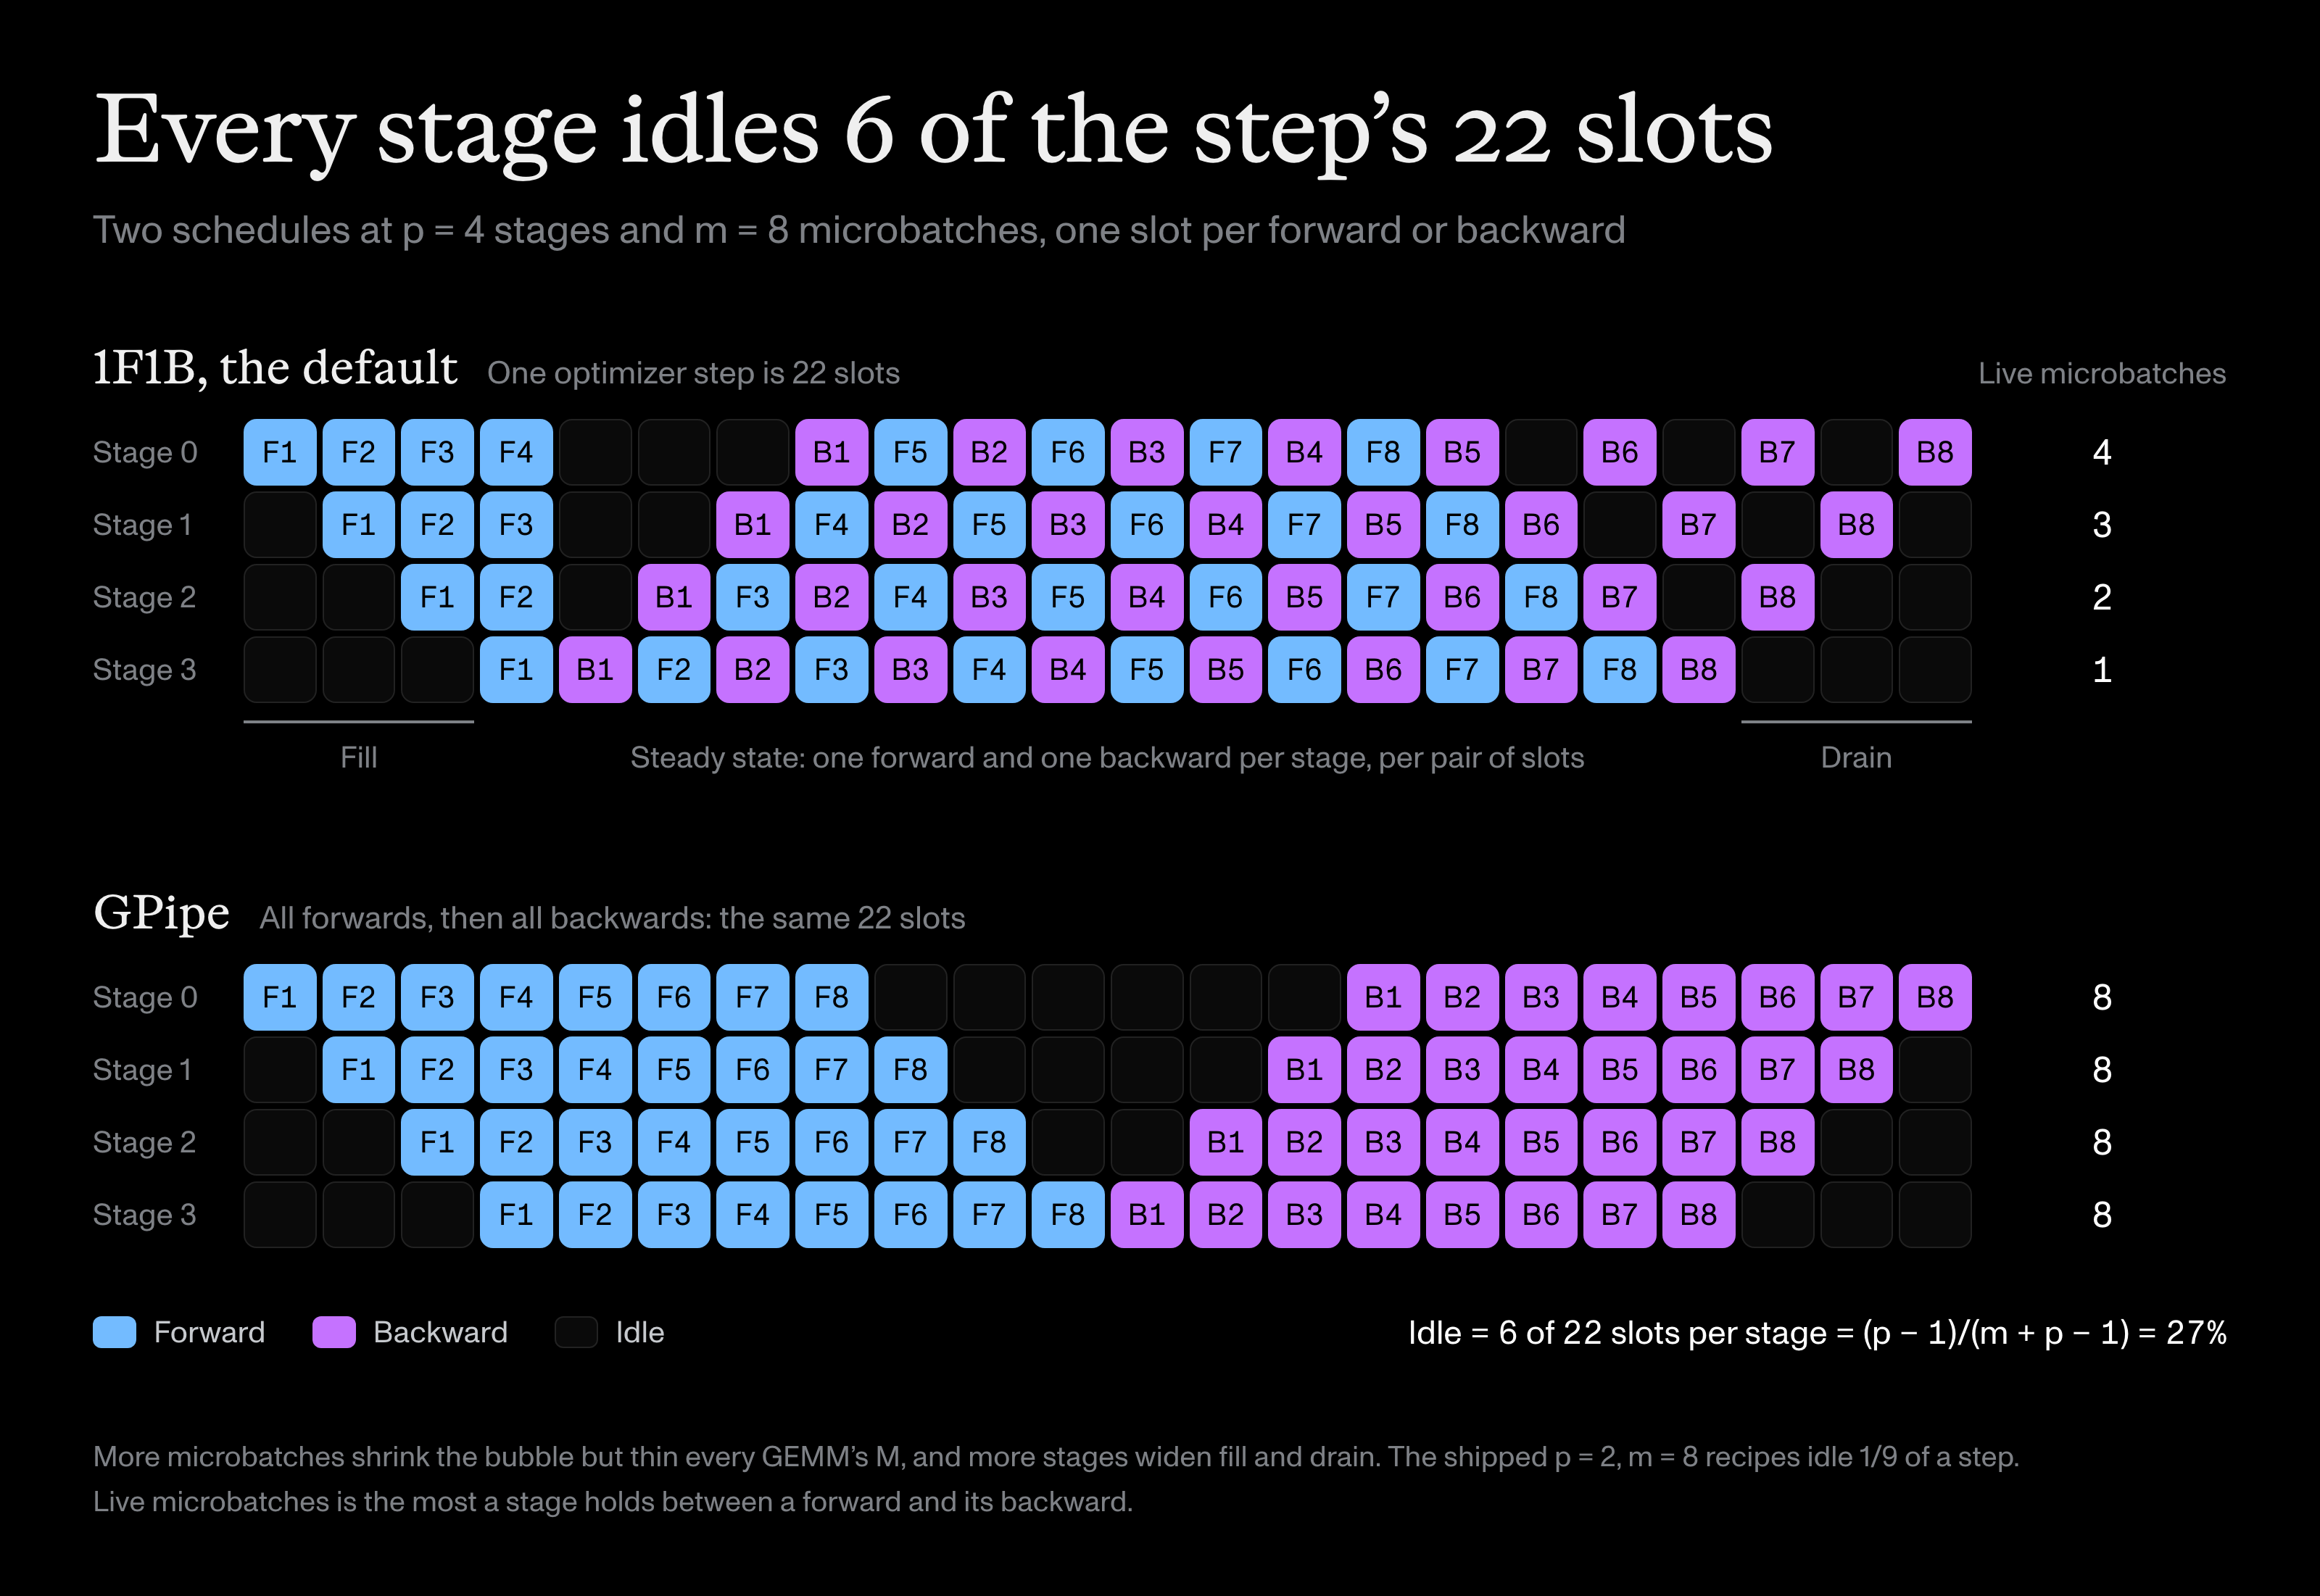 Every stage idles 6 of the step’s 22 slots
Two schedules at p = 4 stages and m = 8 microbatches, one slot per forward or backward
1F1B, the default One optimizer step is 22 slots Live microbatches
Stage 0 F1 F2 F3 F4 B1 F5 B2 F6 B3 F7 B4 F8 B5 B6 B7 B8 4
Stage 1 F1 F2 F3 B1 F4 B2 F5 B3 F6 B4 F7 B5 F8 B6 B7 B8 3
Stage 2 F1 F2 B1 F3 B2 F4 B3 F5 B4 F6 B5 F7 B6 F8 B7 B8 2
Stage 3 F1 B1 F2 B2 F3 B3 F4 B4 F5 B5 F6 B6 F7 B7 F8 B8 1
Fill Steady state: one forward and one backward per stage, per pair of slots Drain
GPipe All forwards, then all backwards: the same 22 slots
Stage 0 F1 F2 F3 F4 F5 F6 F7 F8 B1 B2 B3 B4 B5 B6 B7 B8 8
Stage 1 F1 F2 F3 F4 F5 F6 F7 F8 B1 B2 B3 B4 B5 B6 B7 B8 8
Stage 2 F1 F2 F3 F4 F5 F6 F7 F8 B1 B2 B3 B4 B5 B6 B7 B8 8
Stage 3 F1 F2 F3 F4 F5 F6 F7 F8 B1 B2 B3 B4 B5 B6 B7 B8 8
Forward Backward Idle Idle = 6 of 22 slots per stage = (p − 1)/(m + p − 1) = 27%
More microbatches shrink the bubble but thin every GEMM’s M, and more stages widen fill and drain. The shipped p = 2, m = 8 recipes idle 1/9 of a step.
Live microbatches is the most a stage holds between a forward and its backward.